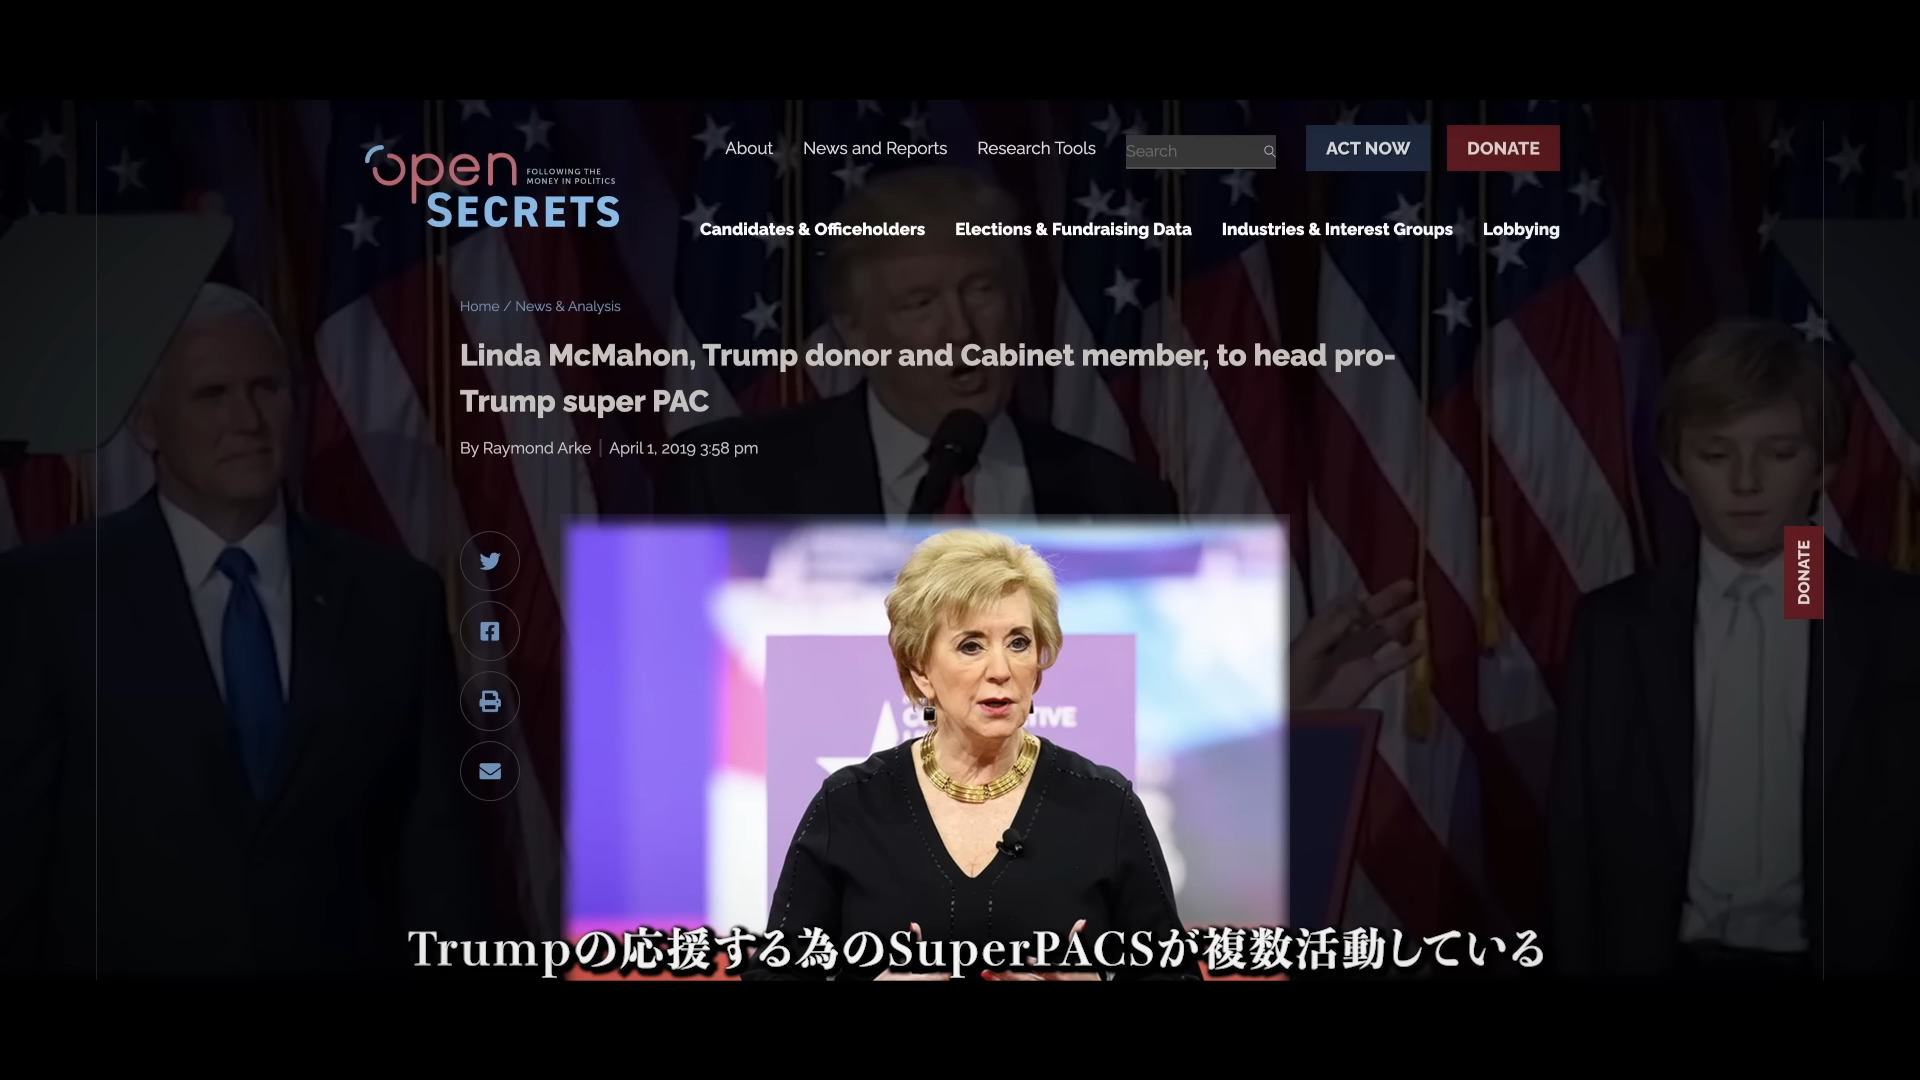 open
FOLLOWING THE
MONEY IN POLITICS
SECRETS
About
News and Reports
Research Tools
Search
ACT NOW
DONATE
Candidates & Officeholders
Elections & Fundraising Data
Industries & Interest Groups
Lobbying
Home / News & Analysis
Linda McMahon, Trump donor and Cabinet member, to head pro-
Trump super PAC
By Raymond Arke | April 1, 2019 3:58 pm
DONATE
Trumpの応援する為のSuperPACSが複数活動している